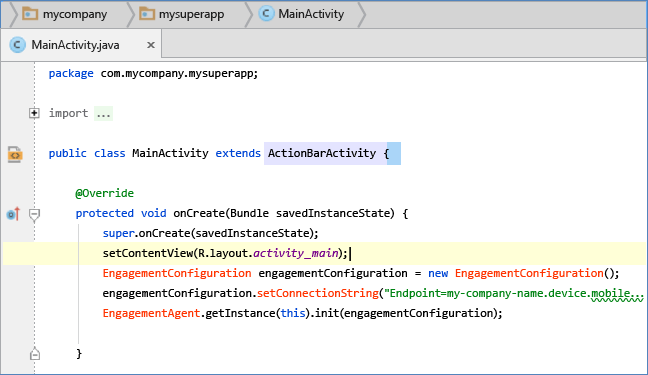 mycompany mysuperapp MainActivity
MainActivity.java
package com.mycompany.mysuperapp;
import ...
public class MainActivity extends ActionBarActivity {
@Override
protected void onCreate(Bundle savedInstanceState) {
super.onCreate(savedInstanceState);
setContentView(R.layout.activity_main);
EngagementConfiguration engagementConfiguration = new EngagementConfiguration();
engagementConfiguration.setConnectionString("Endpoint=my-company-name.device.mobile...
EngagementAgent.getInstance(this).init(engagementConfiguration);
}